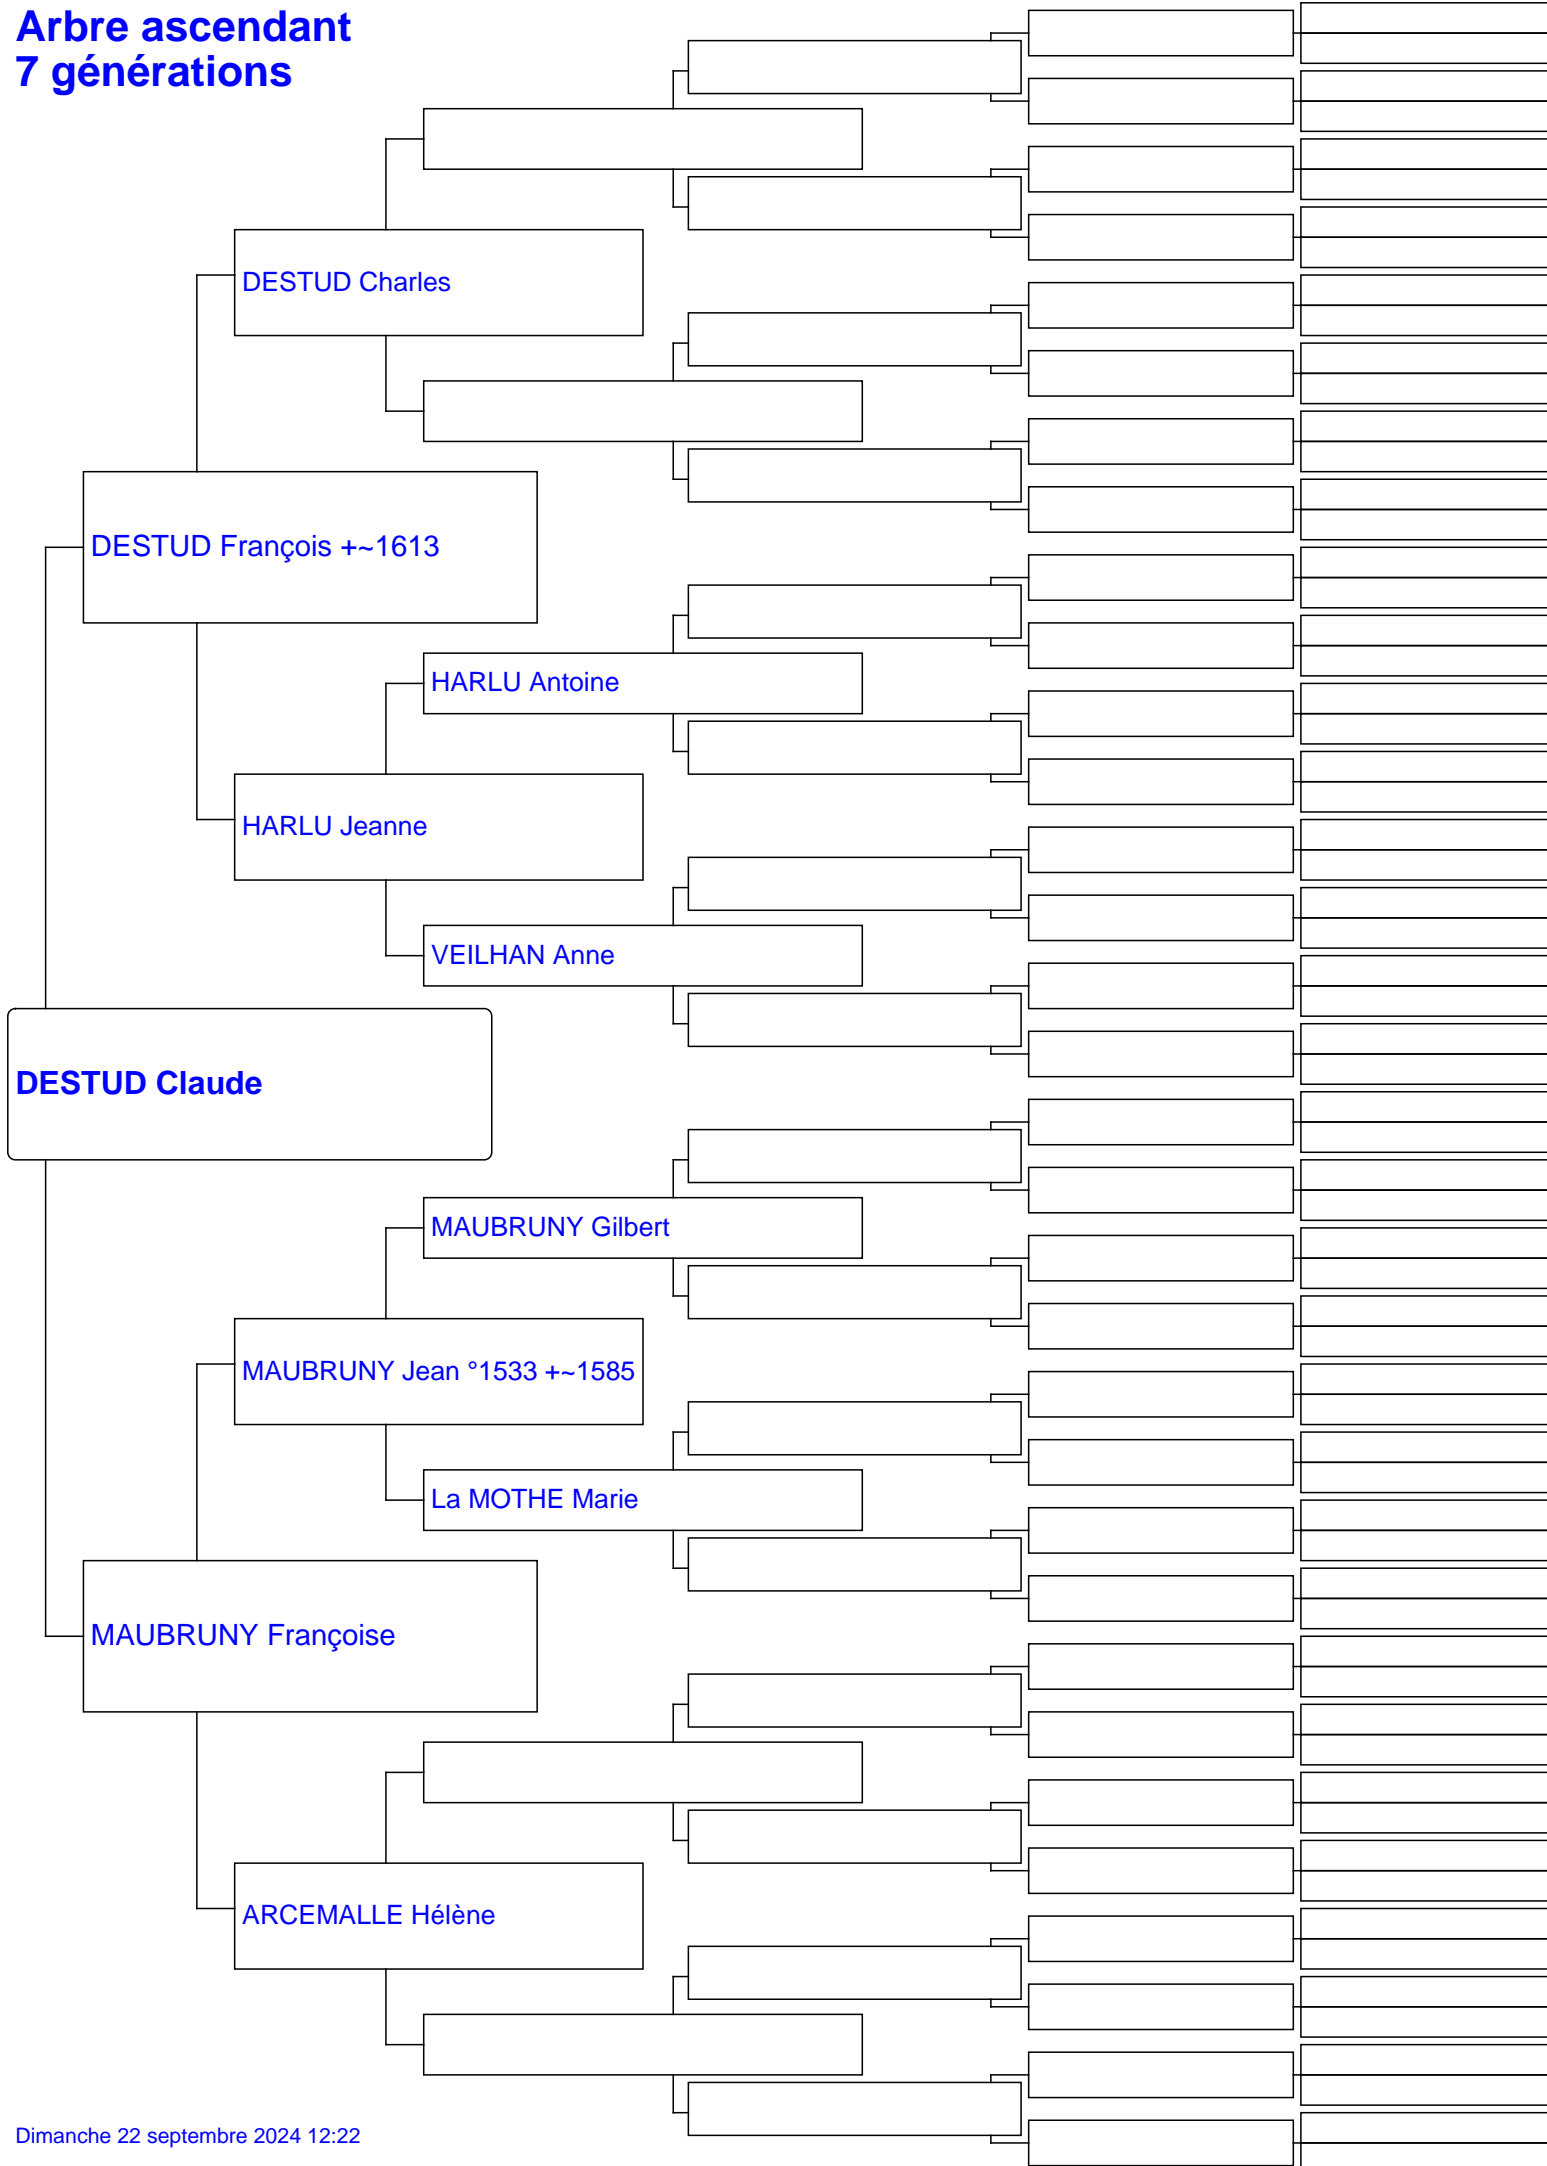 Arbre ascendant
7 générations
DESTUD Charles
DESTUD François +~1613
HARLU Antoine
HARLU Jeanne
VEILHAN Anne
DESTUD Claude
MAUBRUNY Gilbert
MAUBRUNY Jean °1533 +~1585
La MOTHE Marie
MAUBRUNY Françoise
ARCEMALLE Hélène
Dimanche 22 septembre 2024 12:22